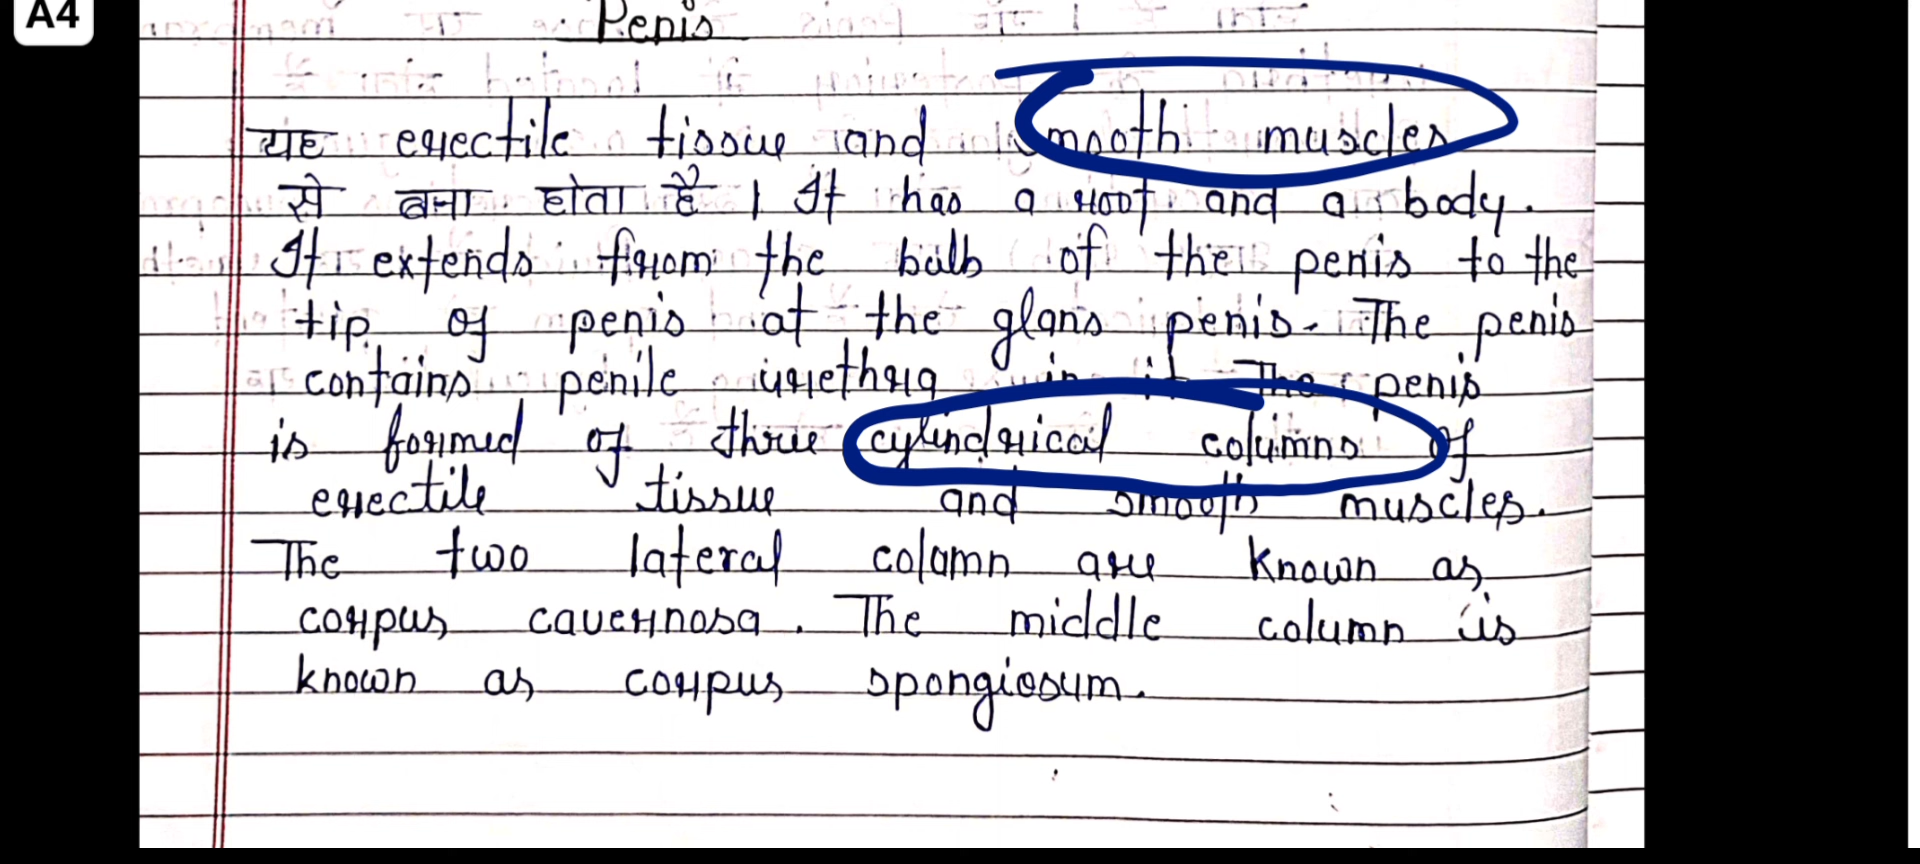 A4
Penis
यह erectile tissue and smooth muscles
से बना होता है । It has a root and a body.
It extends from the bulb of the penis to the
tip of penis at the glans penis. The penis
contains penile urethra in it. The penis
is formed of three cylindrical columns of
erectile tissue and smooth muscles.
The two lateral column are known as
corpus cavernosa. The middle column is
known as corpus spongiosum.